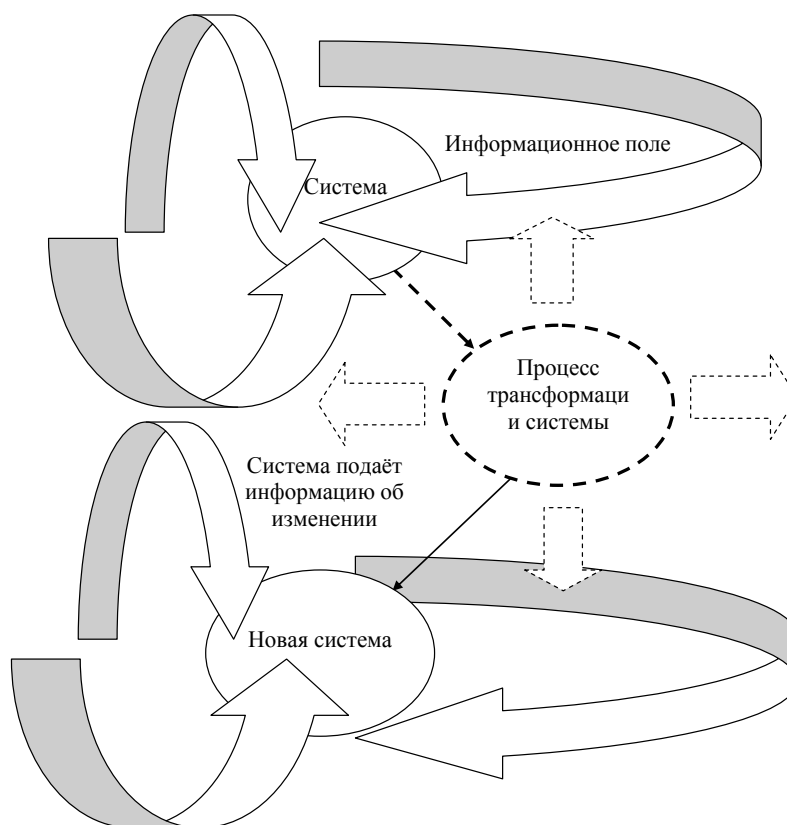 Информационное поле
Система
Процесс
трансформаци
и системы
Система подаёт
информацию об
изменении
Новая система